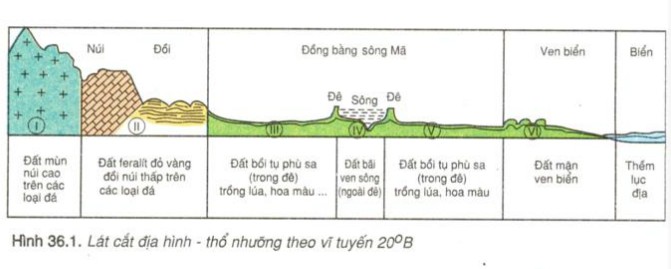 Núi
Đồi
Đồng bằng sông Mã
Ven biển
Biển
Đê
Sông
Đê
I
II
III
IV
V
VI
Đất mùn
núi cao
trên các
loại đá
Đất feralít đỏ vàng
đồi núi thấp trên
các loại đá
Đất bồi tụ phù sa
(trong đê)
trồng lúa, hoa màu ...
Đất bãi
ven sông
(ngoài đê)
Đất bồi tụ phù sa
(trong đê)
trồng lúa, hoa màu
Đất mặn
ven biển
Thềm
lục
địa
Hình 36.1. Lát cắt địa hình - thổ nhưỡng theo vĩ tuyến 20°B